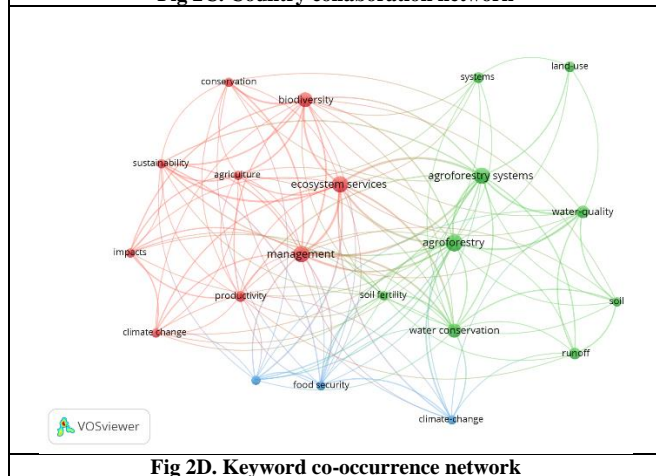 Fig 2C. Country collaboration network
conservation
biodiversity
systems
land-use
sustainability
agriculture
ecosystem services
agroforestry systems
water-quality
impacts
management
agroforestry
productivity
soil fertility
soil
climate change
water conservation
runoff
food security
climate-change
VOSviewer
Fig 2D. Keyword co-occurrence network